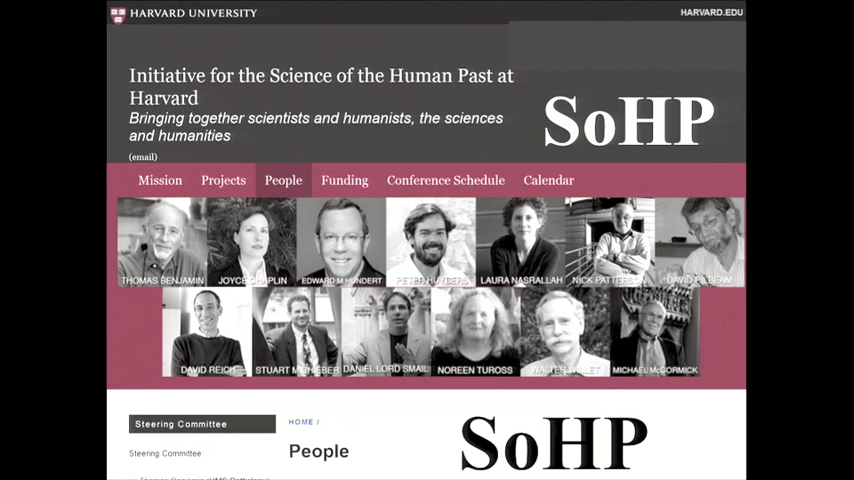 HARVARD UNIVERSITY
HARVARD.EDU
Initiative for the Science of the Human Past at
Harvard
Bringing together scientists and humanists, the sciences
and humanities
(email)
SoHP
Mission Projects People Funding Conference Schedule Calendar
THOMAS BENJAMIN JOYCE CHAPLIN EDWARD M HUNDERT PETER HUYBERS LAURA NASRALLAH NICK PATTERSON DAVID PILBEAM
DAVID REICH STUART M SHIEBER DANIEL LORD SMAIL NOREEN TUROSS WALTER WILLET MICHAEL McCORMICK
Steering Committee
HOME /
People
SoHP
Steering Committee: